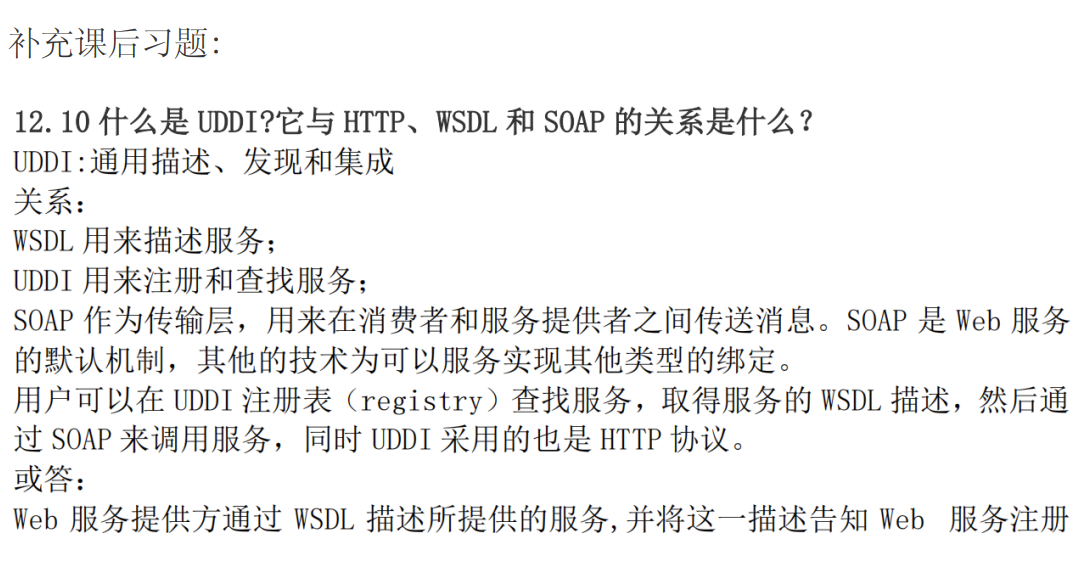 补充课后习题:
12.10 什么是 UDDI?它与 HTTP、WSDL 和 SOAP 的关系是什么？
UDDI:通用描述、发现和集成
关系：
WSDL 用来描述服务；
UDDI 用来注册和查找服务；
SOAP 作为传输层，用来在消费者和服务提供者之间传送消息。SOAP 是 Web 服务
的默认机制，其他的技术为可以服务实现其他类型的绑定。
用户可以在 UDDI 注册表（registry）查找服务，取得服务的 WSDL 描述，然后通
过 SOAP 来调用服务，同时 UDDI 采用的也是 HTTP 协议。
或答：
Web 服务提供方通过 WSDL 描述所提供的服务,并将这一描述告知 Web 服务注册